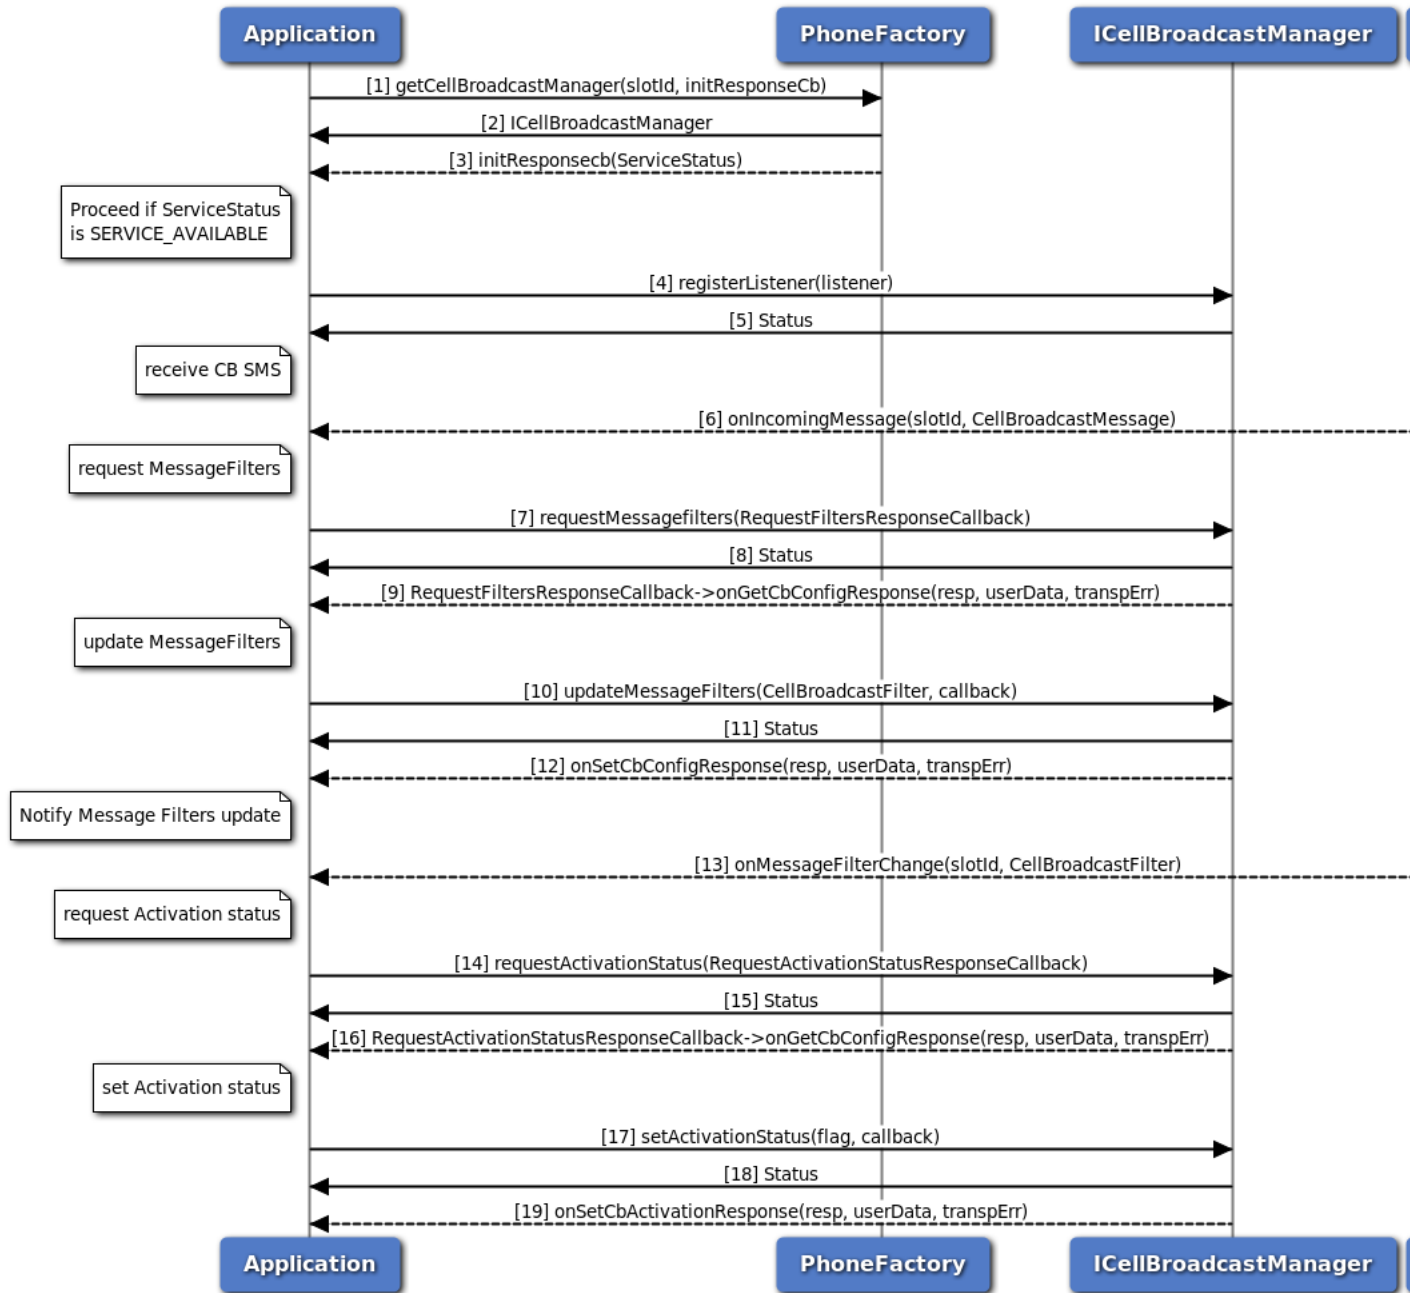 Application
PhoneFactory
ICellBroadcastManager
[1] getCellBroadcastManager(slotId, initResponseCb)
[2] ICellBroadcastManager
[3] initResponsecb(ServiceStatus)
Proceed if ServiceStatus
is SERVICE_AVAILABLE
[4] registerListener(listener)
[5] Status
receive CB SMS
[6] onIncomingMessage(slotId, CellBroadcastMessage)
request MessageFilters
[7] requestMessagefilters(RequestFiltersResponseCallback)
[8] Status
[9] RequestFiltersResponseCallback->onGetCbConfigResponse(resp, userData, transpErr)
update MessageFilters
[10] updateMessageFilters(CellBroadcastFilter, callback)
[11] Status
[12] onSetCbConfigResponse(resp, userData, transpErr)
Notify Message Filters update
[13] onMessageFilterChange(slotId, CellBroadcastFilter)
request Activation status
[14] requestActivationStatus(RequestActivationStatusResponseCallback)
[15] Status
[16] RequestActivationStatusResponseCallback->onGetCbConfigResponse(resp, userData, transpErr)
set Activation status
[17] setActivationStatus(flag, callback)
[18] Status
[19] onSetCbActivationResponse(resp, userData, transpErr)
Application
PhoneFactory
ICellBroadcastManager